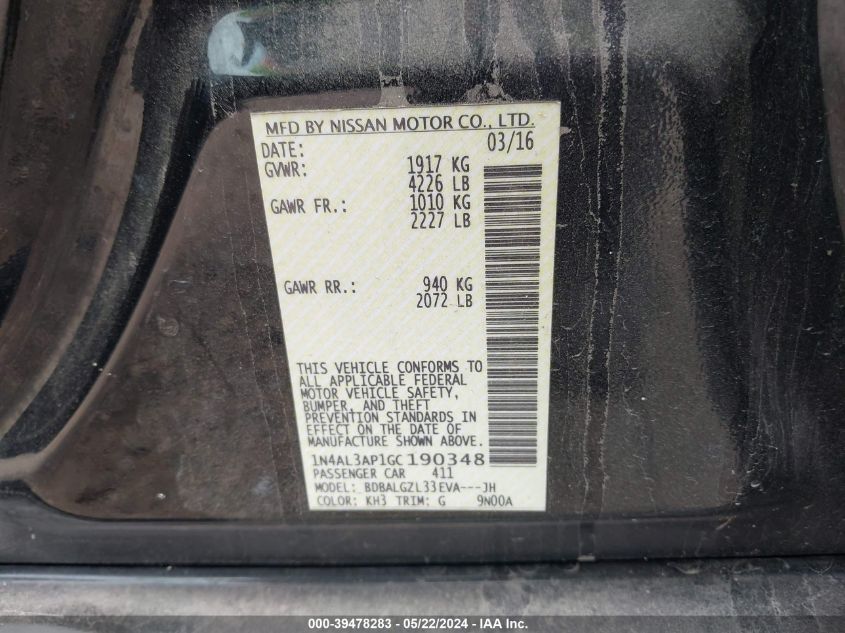 MFD BY NISSAN MOTOR CO., LTD.
DATE: 03/16
GVWR: 1917 KG
4226 LB
GAWR FR.: 1010 KG
2227 LB
GAWR RR.: 940 KG
2072 LB
THIS VEHICLE CONFORMS TO
ALL APPLICABLE FEDERAL
MOTOR VEHICLE SAFETY,
BUMPER, AND THEFT
PREVENTION STANDARDS IN
EFFECT ON THE DATE OF
MANUFACTURE SHOWN ABOVE.
1N4AL3AP1GC190348
PASSENGER CAR 411
MODEL: BDBALGZL33EVA---JH
COLOR: KH3 TRIM: G 9N00A
000-39478283 - 05/22/2024 - IAA Inc.